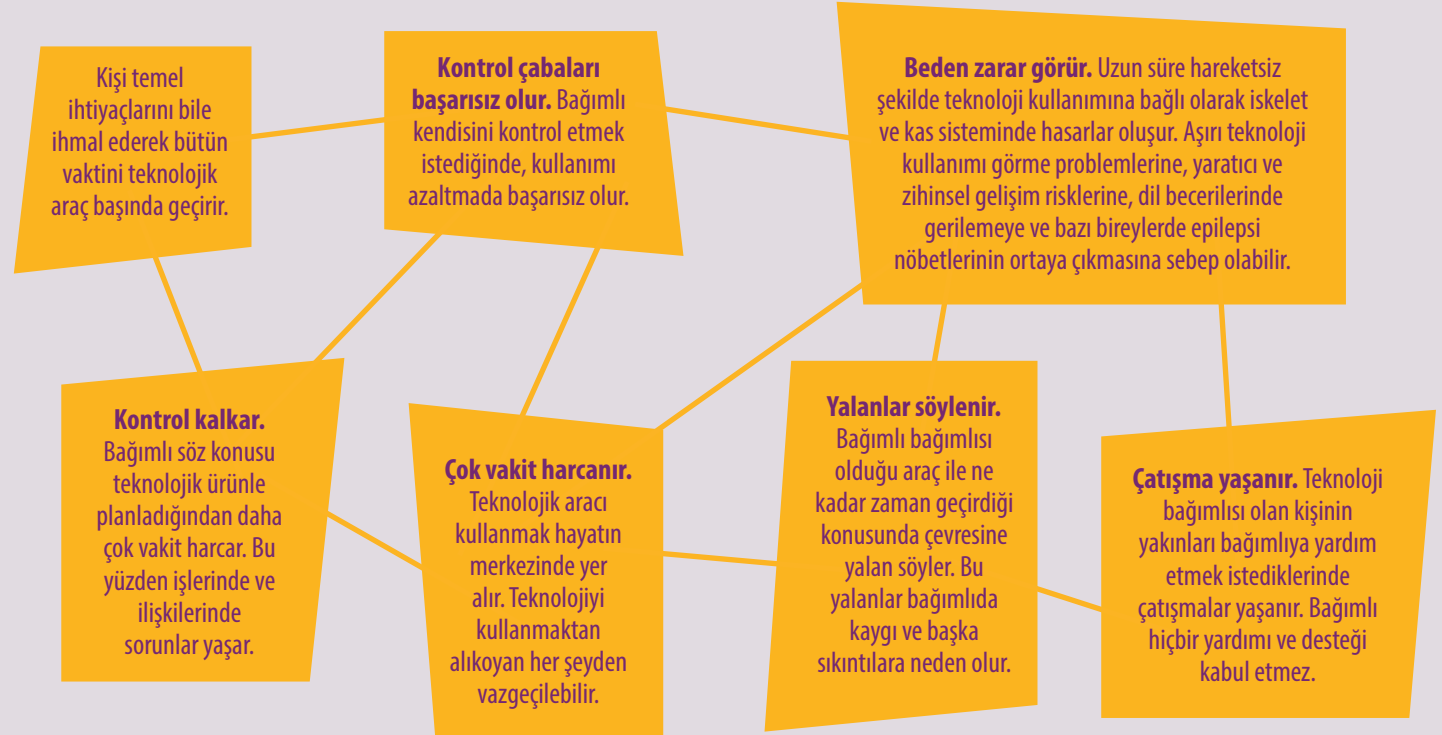 Kişi temel
ihtiyaçlarını bile
ihmal ederek bütün
vaktini teknolojik
araç başında geçirir.
Kontrol çabaları
başarısız olur. Bağımlı
kendisini kontrol etmek
istediğinde, kullanımı
azaltmada başarısız olur.
Beden zarar görür. Uzun süre hareketsiz
şekilde teknoloji kullanımına bağlı olarak iskelet
ve kas sisteminde hasarlar oluşur. Aşırı teknoloji
kullanımı görme problemlerine, yaratıcı ve
zihinsel gelişim risklerine, dil becerilerinde
gerilemeye ve bazı bireylerde epilepsi
nöbetlerinin ortaya çıkmasına sebep olabilir.
Kontrol kalkar.
Bağımlı söz konusu
teknolojik ürünle
planladığından daha
çok vakit harcar. Bu
yüzden işlerinde ve
ilişkilerinde
sorunlar yaşar.
Çok vakit harcanır.
Teknolojik aracı
kullanmak hayatın
merkezinde yer
alır. Teknolojiyi
kullanmaktan
alıkoyan her şeyden
vazgeçilebilir.
Yalanlar söylenir.
Bağımlı bağımlısı
olduğu araç ile ne
kadar zaman geçirdiği
konusunda çevresine
yalan söyler. Bu
yalanlar bağımlıda
kaygı ve başka
sıkıntılara neden olur.
Çatışma yaşanır. Teknoloji
bağımlısı olan kişinin
yakınları bağımlıya yardım
etmek istediklerinde
çatışmalar yaşanır. Bağımlı
hiçbir yardımı ve desteği
kabul etmez.